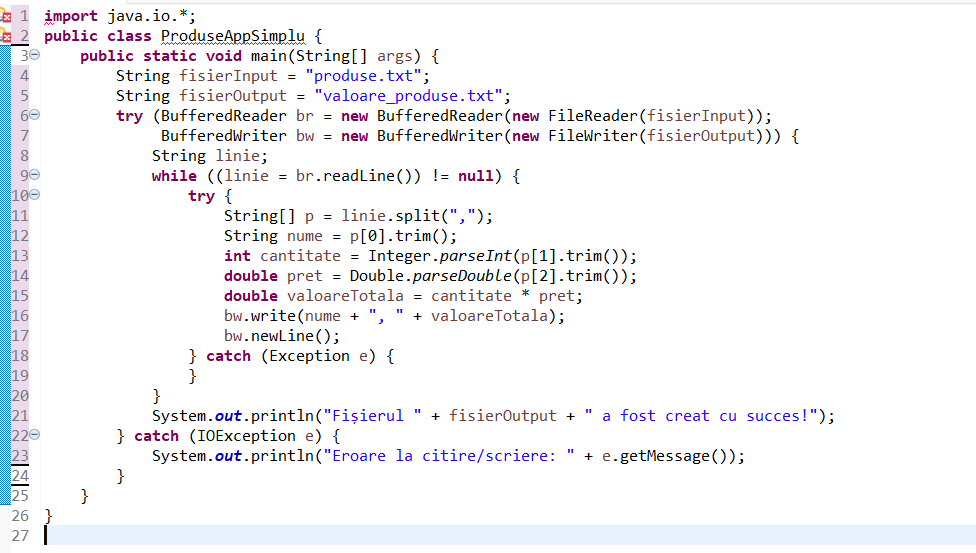 1 import java.io.*;
2 public class ProduseAppSimplu {
3     public static void main(String[] args) {
4         String fisierInput = "produse.txt";
5         String fisierOutput = "valoare_produse.txt";
6         try (BufferedReader br = new BufferedReader(new FileReader(fisierInput));
7              BufferedWriter bw = new BufferedWriter(new FileWriter(fisierOutput))) {
8             String linie;
9             while ((linie = br.readLine()) != null) {
10                 try {
11                     String[] p = linie.split(",");
12                     String nume = p[0].trim();
13                     int cantitate = Integer.parseInt(p[1].trim());
14                     double pret = Double.parseDouble(p[2].trim());
15                     double valoareTotala = cantitate * pret;
16                     bw.write(nume + ", " + valoareTotala);
17                     bw.newLine();
18                 } catch (Exception e) {
19                 }
20             }
21             System.out.println("Fișierul " + fisierOutput + " a fost creat cu succes!");
22         } catch (IOException e) {
23             System.out.println("Eroare la citire/scriere: " + e.getMessage());
24         }
25     }
26 }
27